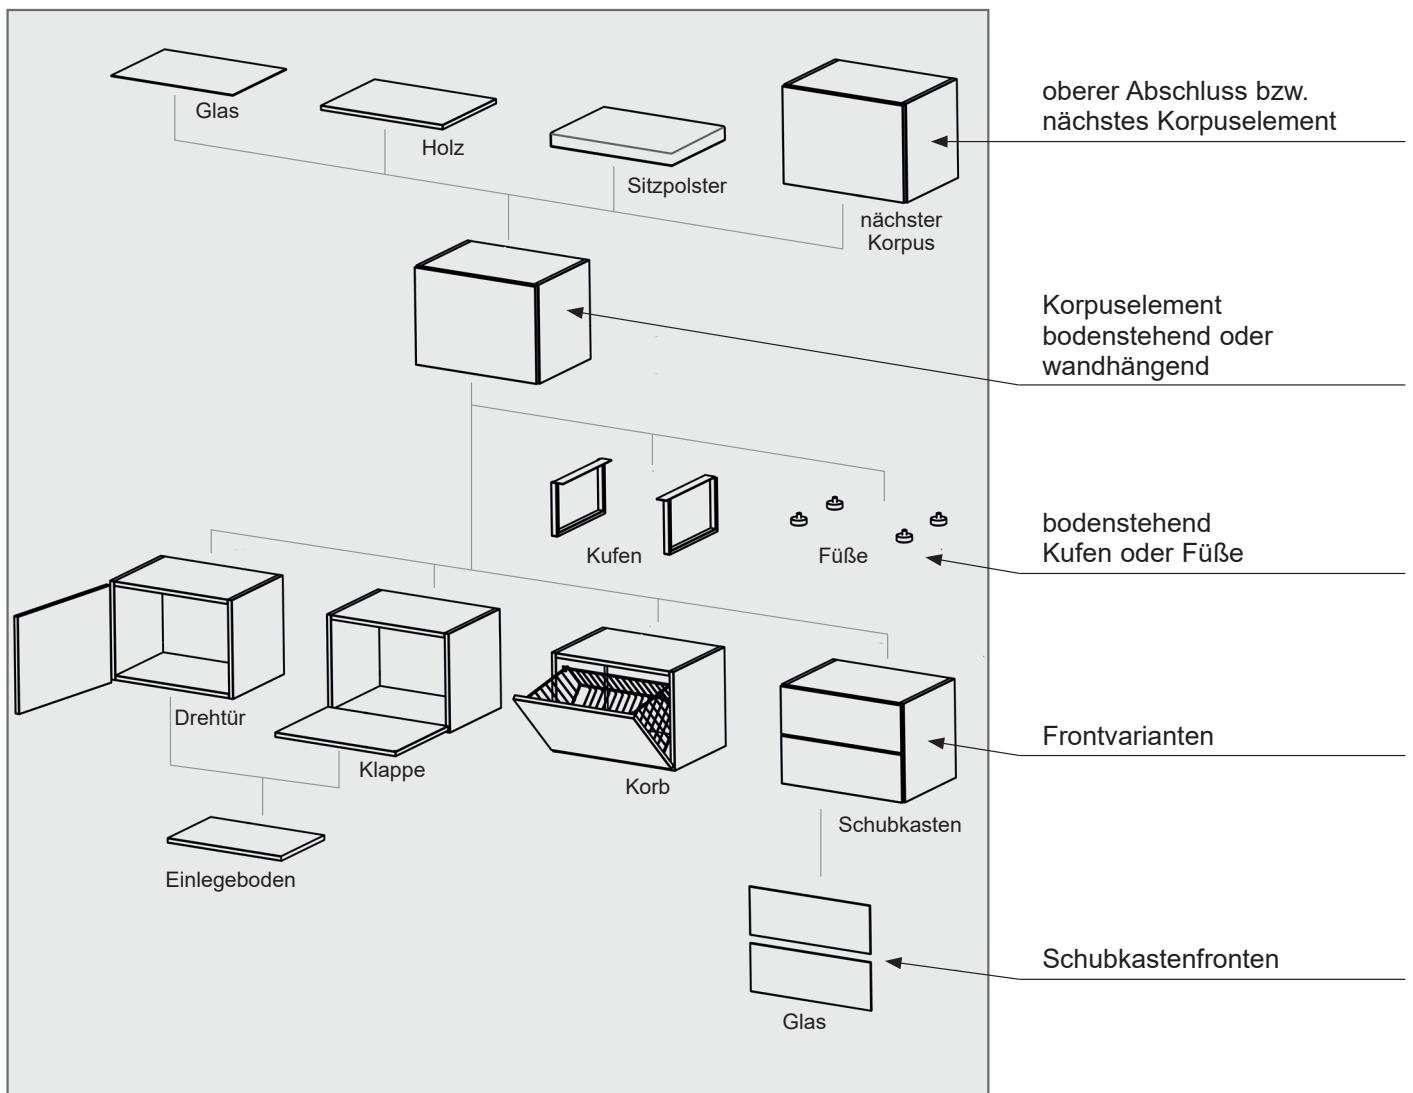 Glas
Holz
Sitzpolster
nächster
Korpus
oberer Abschluss bzw.
nächstes Korpuselement
Korpuselement
bodenstehend oder
wandhängend
Kufen
Füße
bodenstehend
Kufen oder Füße
Drehtür
Klappe
Korb
Schubkasten
Frontvarianten
Einlegeboden
Glas
Schubkastenfronten